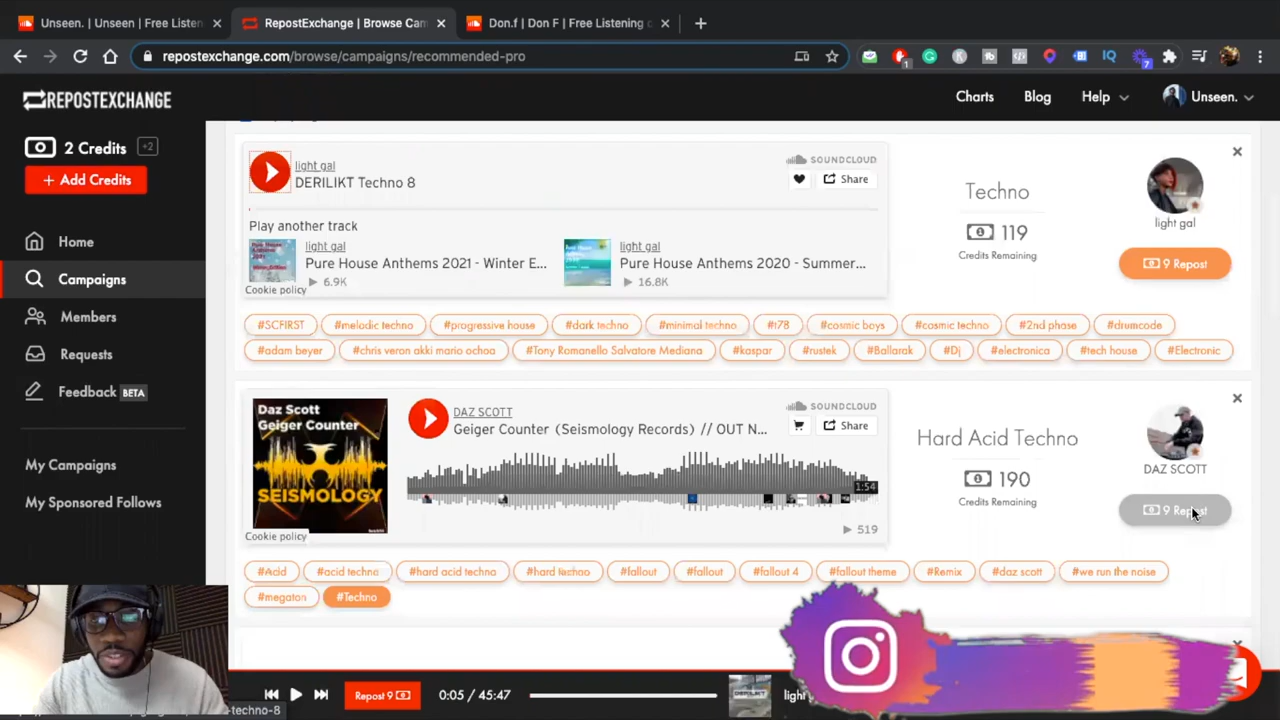 Unseen. | Unseen | Free Listen
RepostExchange | Browse Cam
Don.f | Don F | Free Listening o
repostexchange.com/browse/campaigns/recommended-pro
REPOSTEXCHANGE
Charts
Blog
Help
Unseen.
2 Credits
+2
+ Add Credits
Home
Campaigns
Members
Requests
Feedback BETA
My Campaigns
My Sponsored Follows
light gal
DERILIKT Techno 8
SOUNDCLOUD
Share
Play another track
light gal
Pure House Anthems 2021 - Winter E...
6.9K
light gal
Pure House Anthems 2020 - Summer...
16.8K
Cookie policy
Techno
119
Credits Remaining
light gal
9 Repost
#SCFIRST #melodic techno #progressive house #dark techno #minimal techno #t78 #cosmic boys #cosmic techno #2nd phase #drumcode
#adam beyer #chris veron akki mario ochoa #Tony Romanello Salvatore Mediana #kaspar #rustek #Ballarak #Dj #electronica #tech house #Electronic
Daz Scott
Geiger Counter
SEISMOLOGY
DAZ SCOTT
Geiger Counter (Seismology Records) // OUT N...
SOUNDCLOUD
Share
1:54
519
Cookie policy
Hard Acid Techno
190
Credits Remaining
DAZ SCOTT
9 Repost
#Acid #acid techno #hard acid techno #hard techno #fallout #fallout #fallout 4 #fallout theme #Remix #daz scott #we run the noise
#megaton #Techno
Repost 9
0:05 / 45:47
light
-techno-8